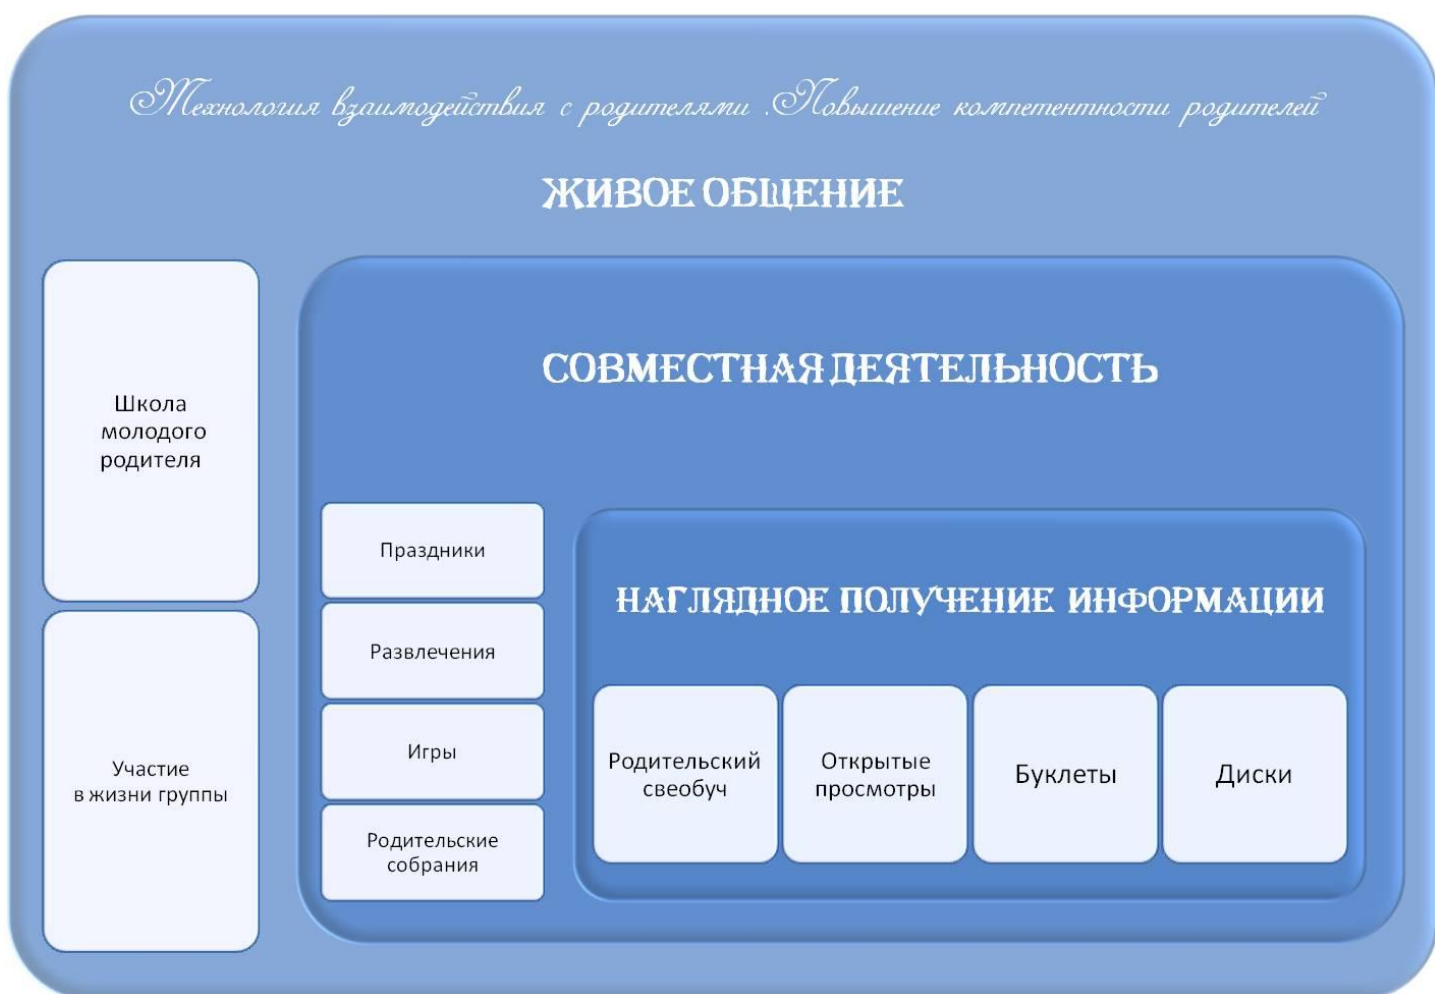 Технология взаимодействия с родителями .Повышение компетентности родителей
ЖИВОЕ ОБЩЕНИЕ
Школа
молодого
родителя
Участие
в жизни группы
СОВМЕСТНАЯ ДЕЯТЕЛЬНОСТЬ
Праздники
Развлечения
Игры
Родительские
собрания
НАГЛЯДНОЕ ПОЛУЧЕНИЕ ИНФОРМАЦИИ
Родительский
свеобуч
Открытые
просмотры
Буклеты
Диски